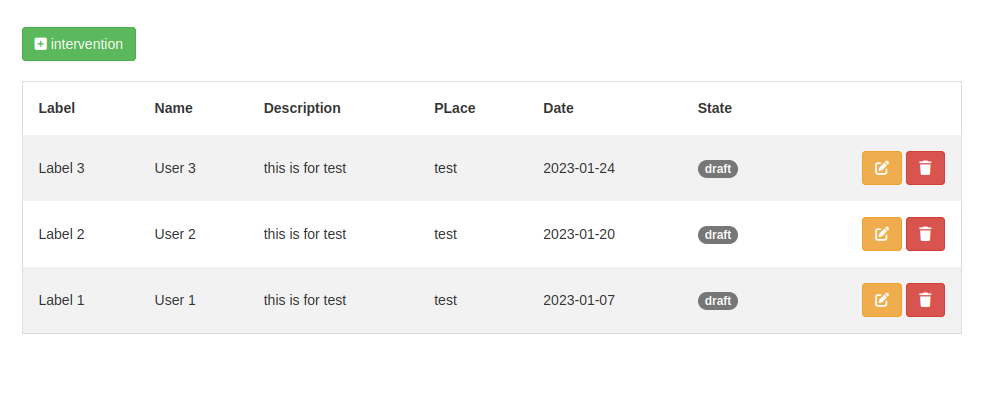 intervention
Label Name Description PLace Date State
Label 3 User 3 this is for test test 2023-01-24 draft
Label 2 User 2 this is for test test 2023-01-20 draft
Label 1 User 1 this is for test test 2023-01-07 draft